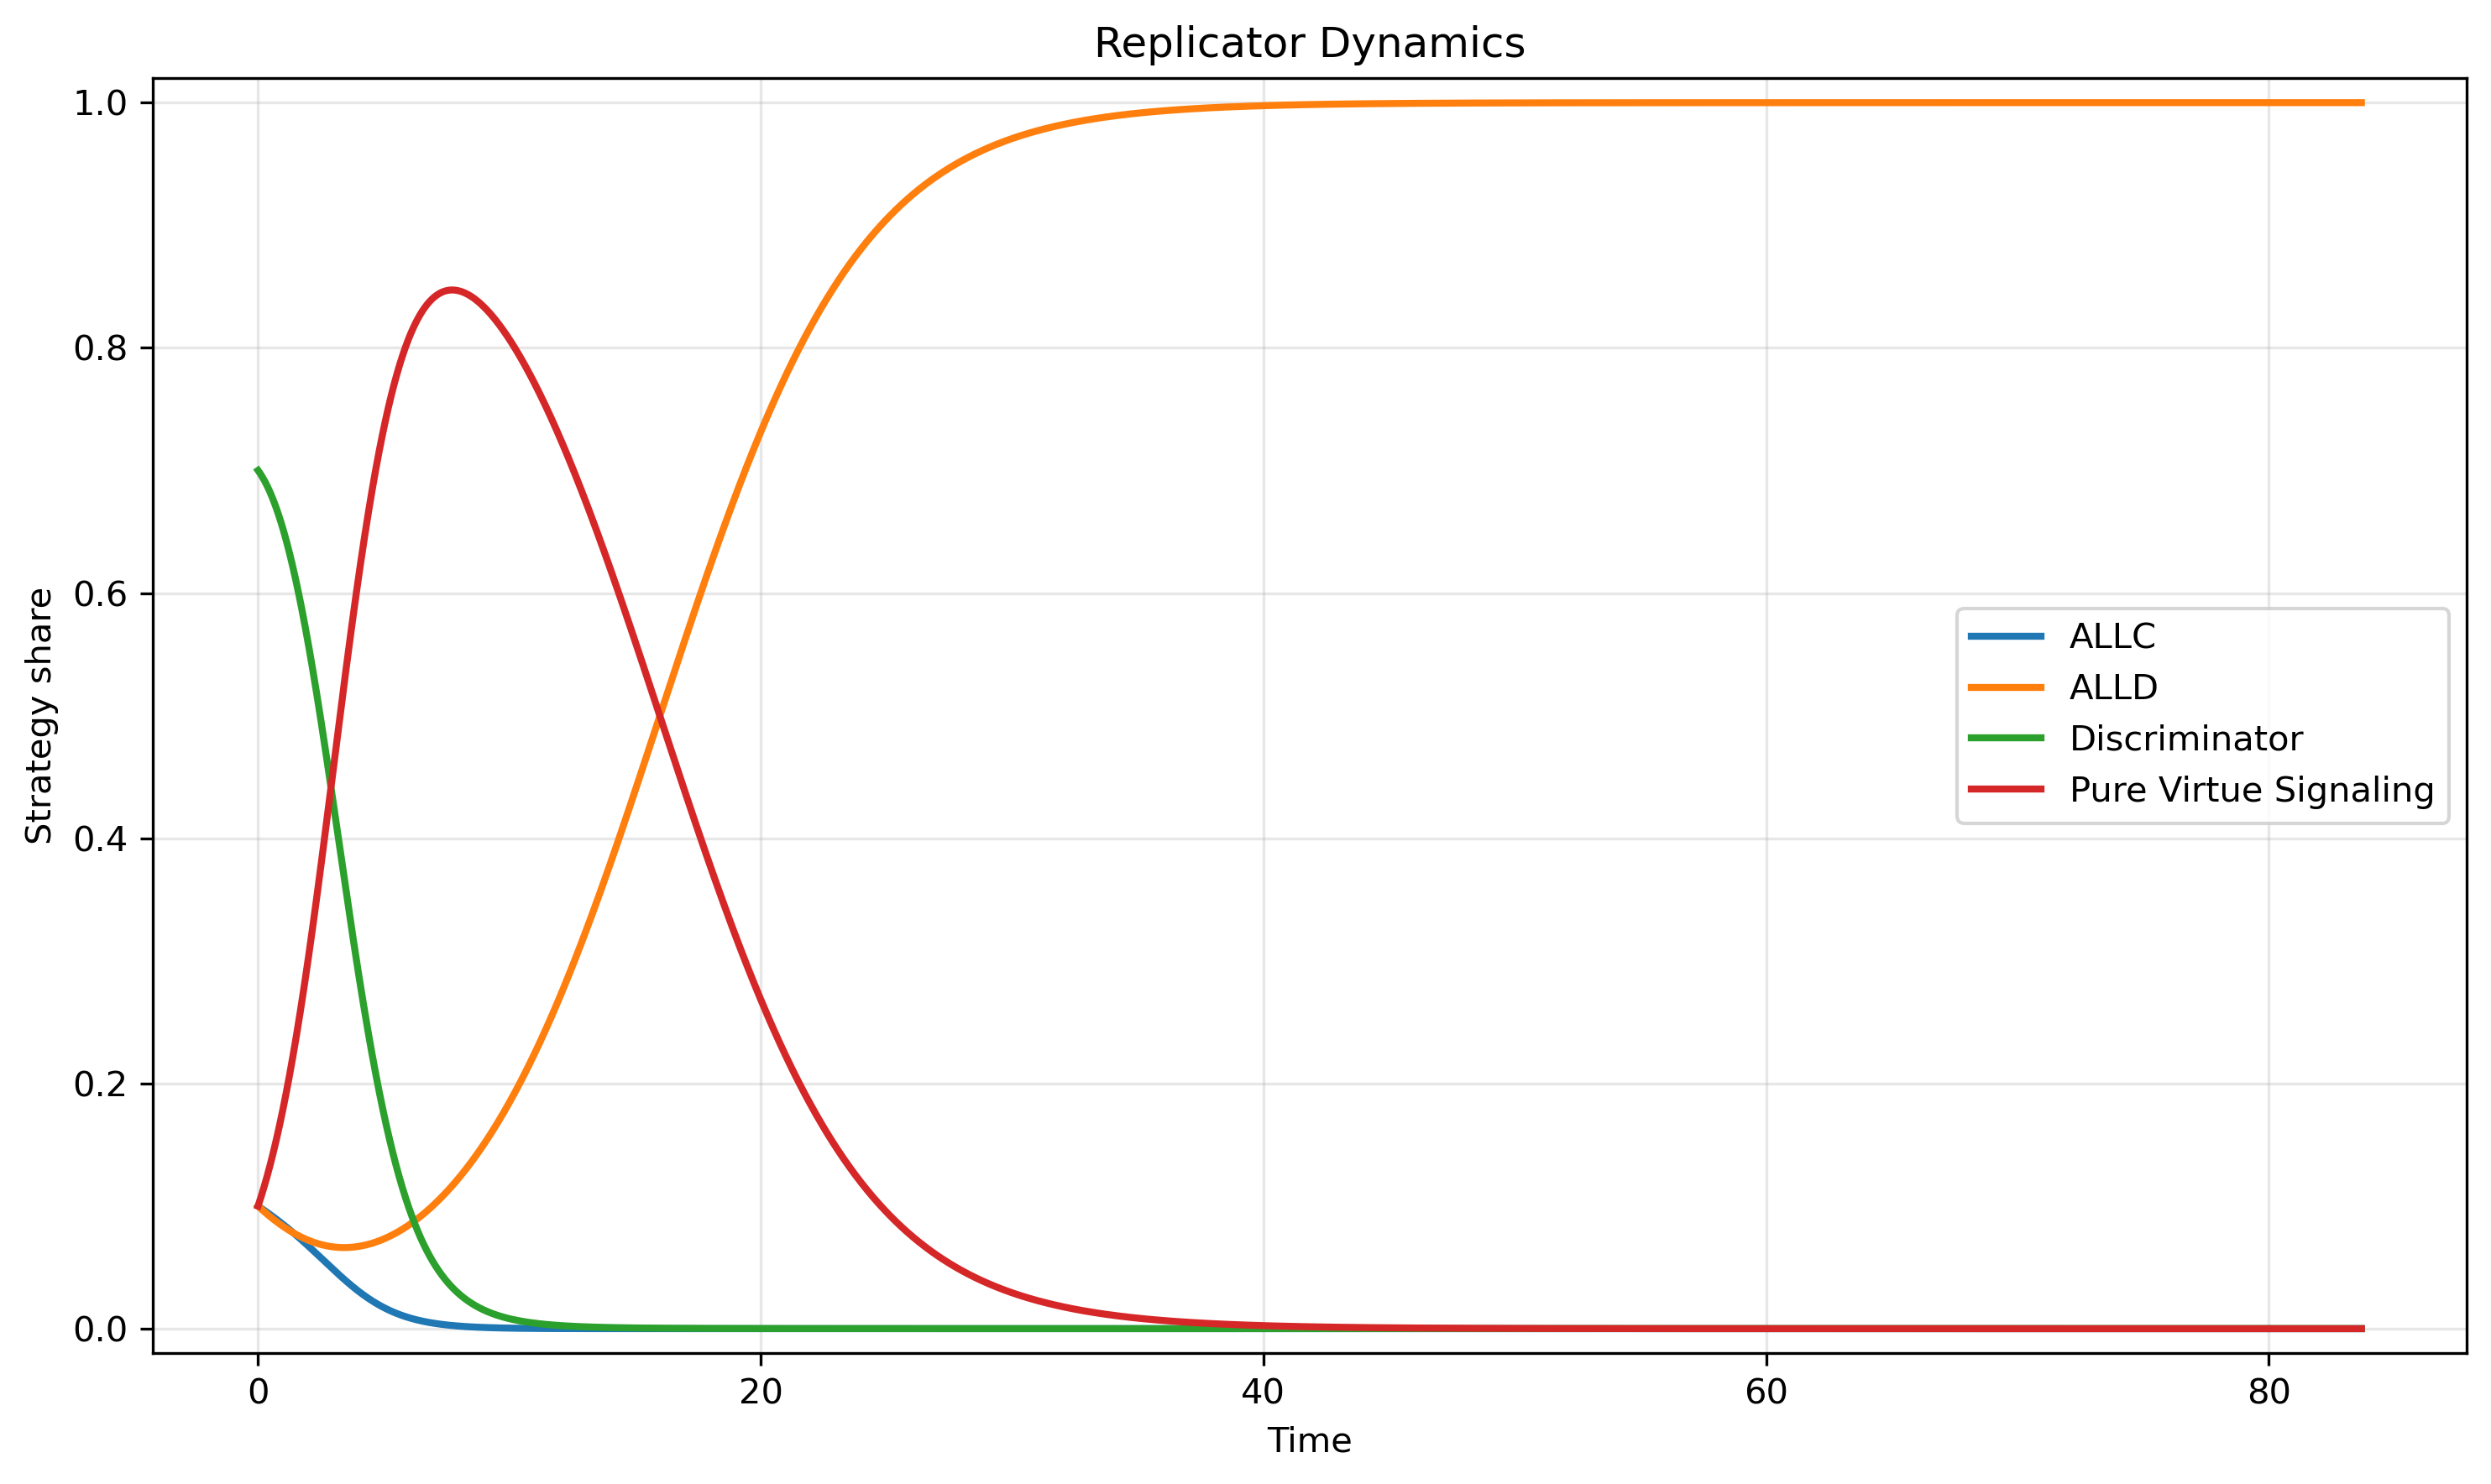 Replicator Dynamics
1.0
0.8
0.6
0.4
0.2
0.0
Strategy share
ALLC
ALLD
Discriminator
Pure Virtue Signaling
0 20 40 60 80
Time